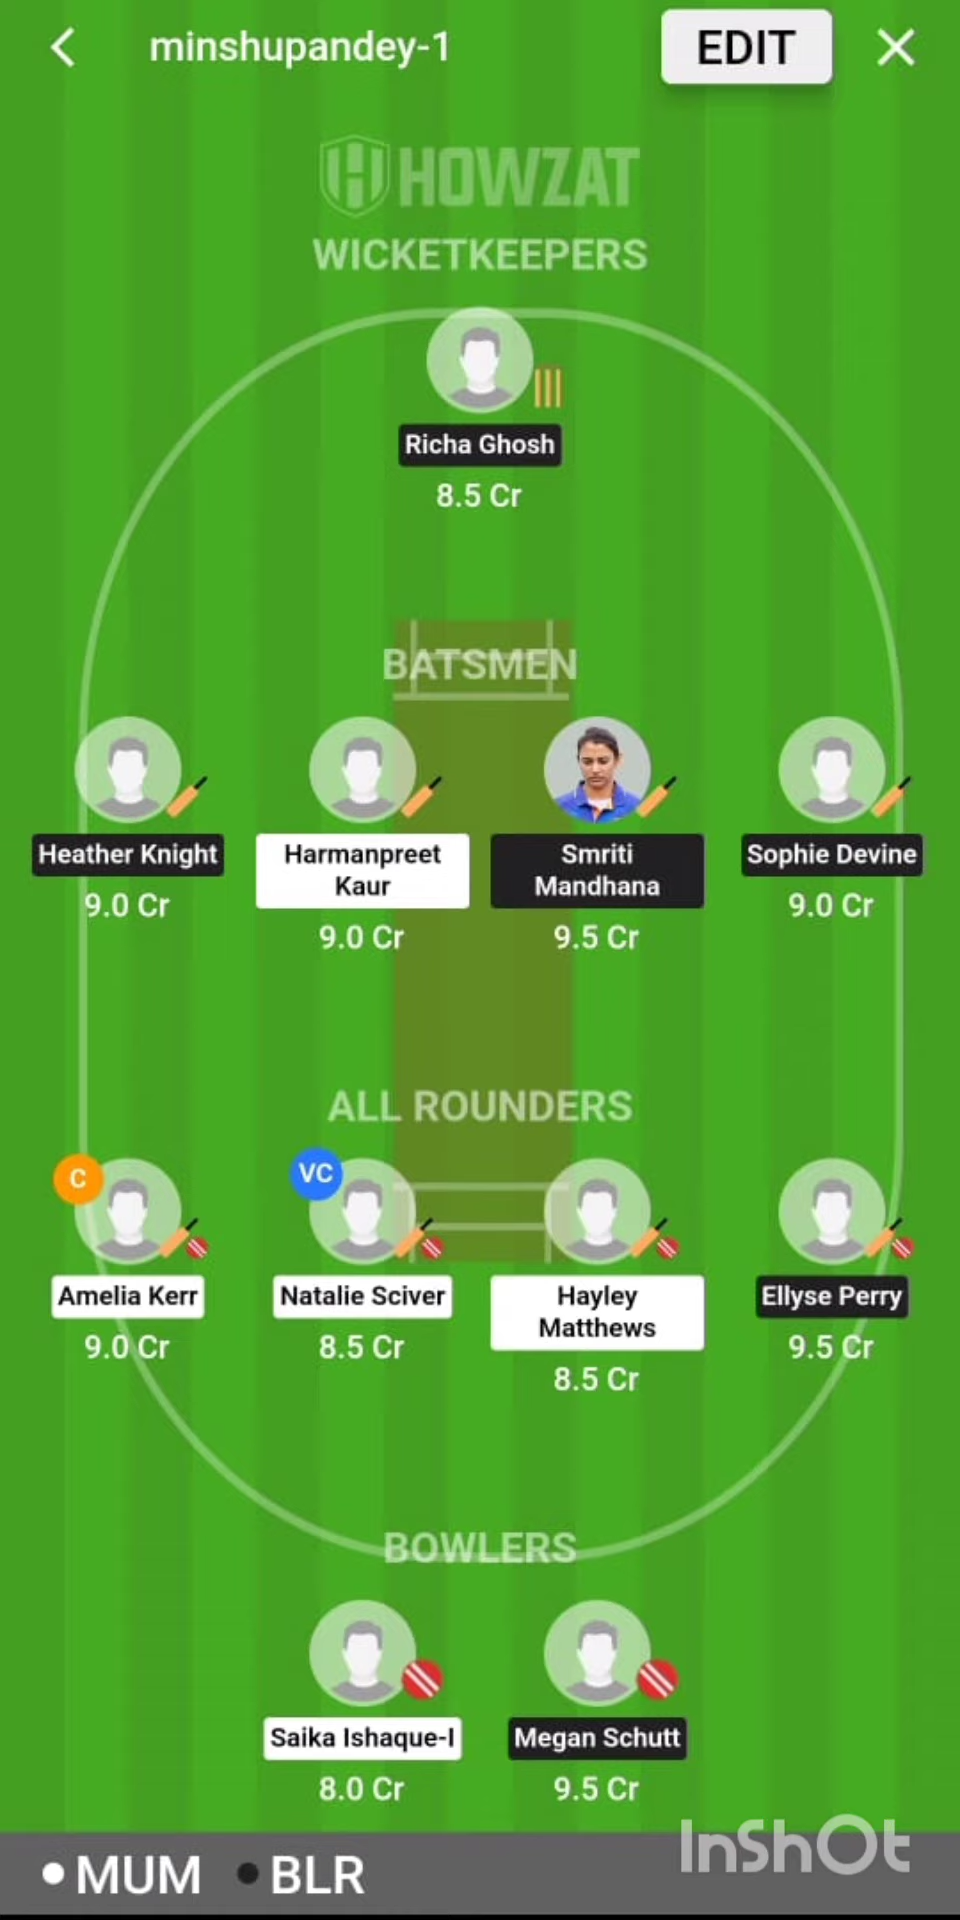 minshupandey-1
EDIT
HOWZAT
WICKETKEEPERS
Richa Ghosh
8.5 Cr
BATSMEN
Heather Knight
9.0 Cr
Harmanpreet
Kaur
9.0 Cr
Smriti
Mandhana
9.5 Cr
Sophie Devine
9.0 Cr
ALL ROUNDERS
C
Amelia Kerr
9.0 Cr
VC
Natalie Sciver
8.5 Cr
Hayley
Matthews
8.5 Cr
Ellyse Perry
9.5 Cr
BOWLERS
Saika Ishaque-I
8.0 Cr
Megan Schutt
9.5 Cr
InShOt
MUM BLR